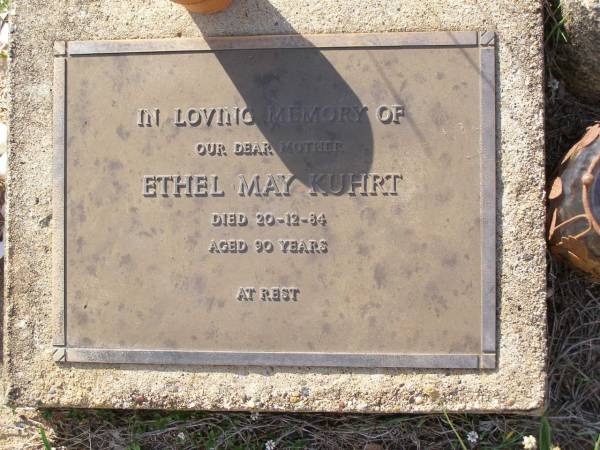 IN LOVING MEMORY OF
OUR DEAR MOTHER
ETHEL MAY KUHRT
DIED 20-12-84
AGED 90 YEARS
AT REST